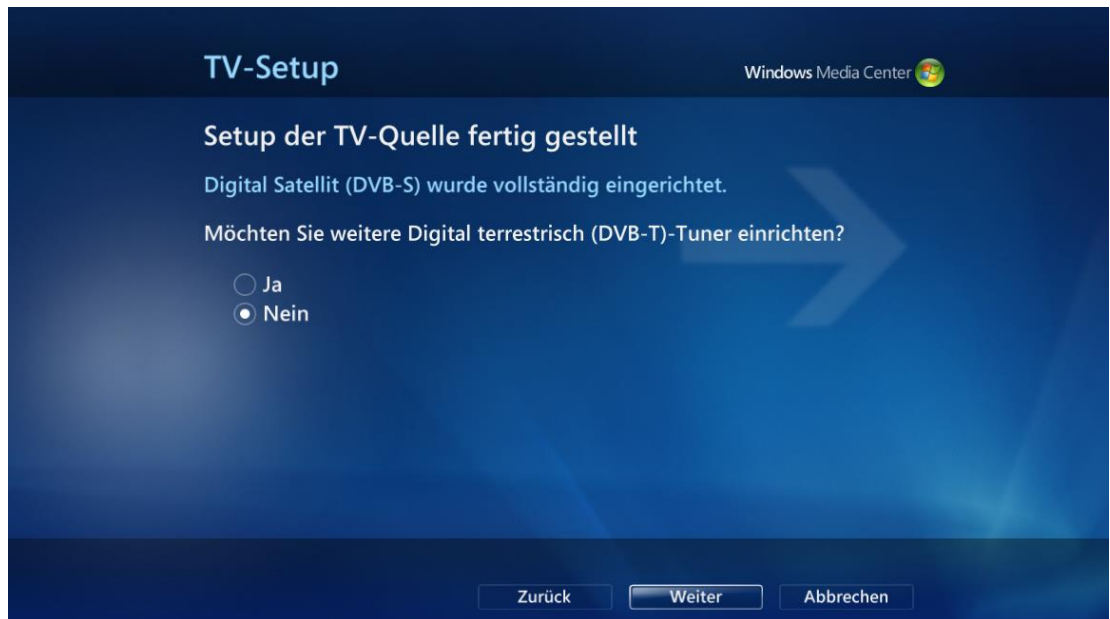 TV-Setup
Windows Media Center
Setup der TV-Quelle fertig gestellt
Digital Satellit (DVB-S) wurde vollständig eingerichtet.
Möchten Sie weitere Digital terrestrisch (DVB-T)-Tuner einrichten?
Ja
Nein
Zurück
Weiter
Abbrechen